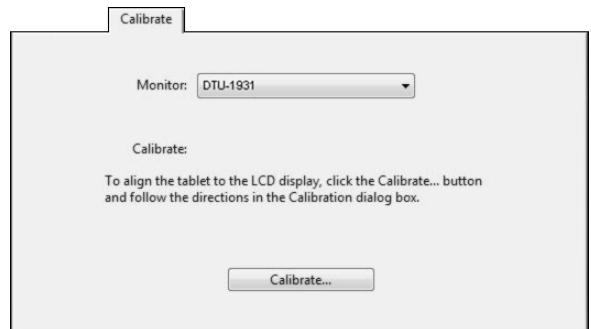 Calibrate
Monitor: DTU-1931
Calibrate:
To align the tablet to the LCD display, click the Calibrate... button
and follow the directions in the Calibration dialog box.
Calibrate...